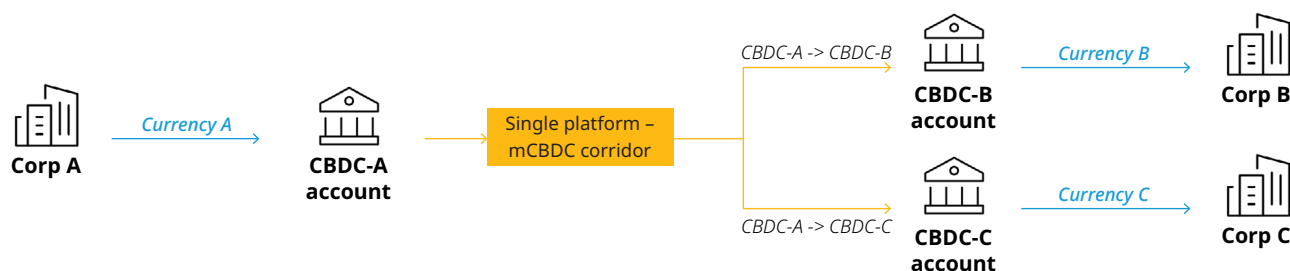 Corp A
Currency A
CBDC-A
account
Single platform –
mCBDC corridor
CBDC-A -> CBDC-B
CBDC-B
account
Currency B
Corp B
CBDC-A -> CBDC-C
CBDC-C
account
Currency C
Corp C